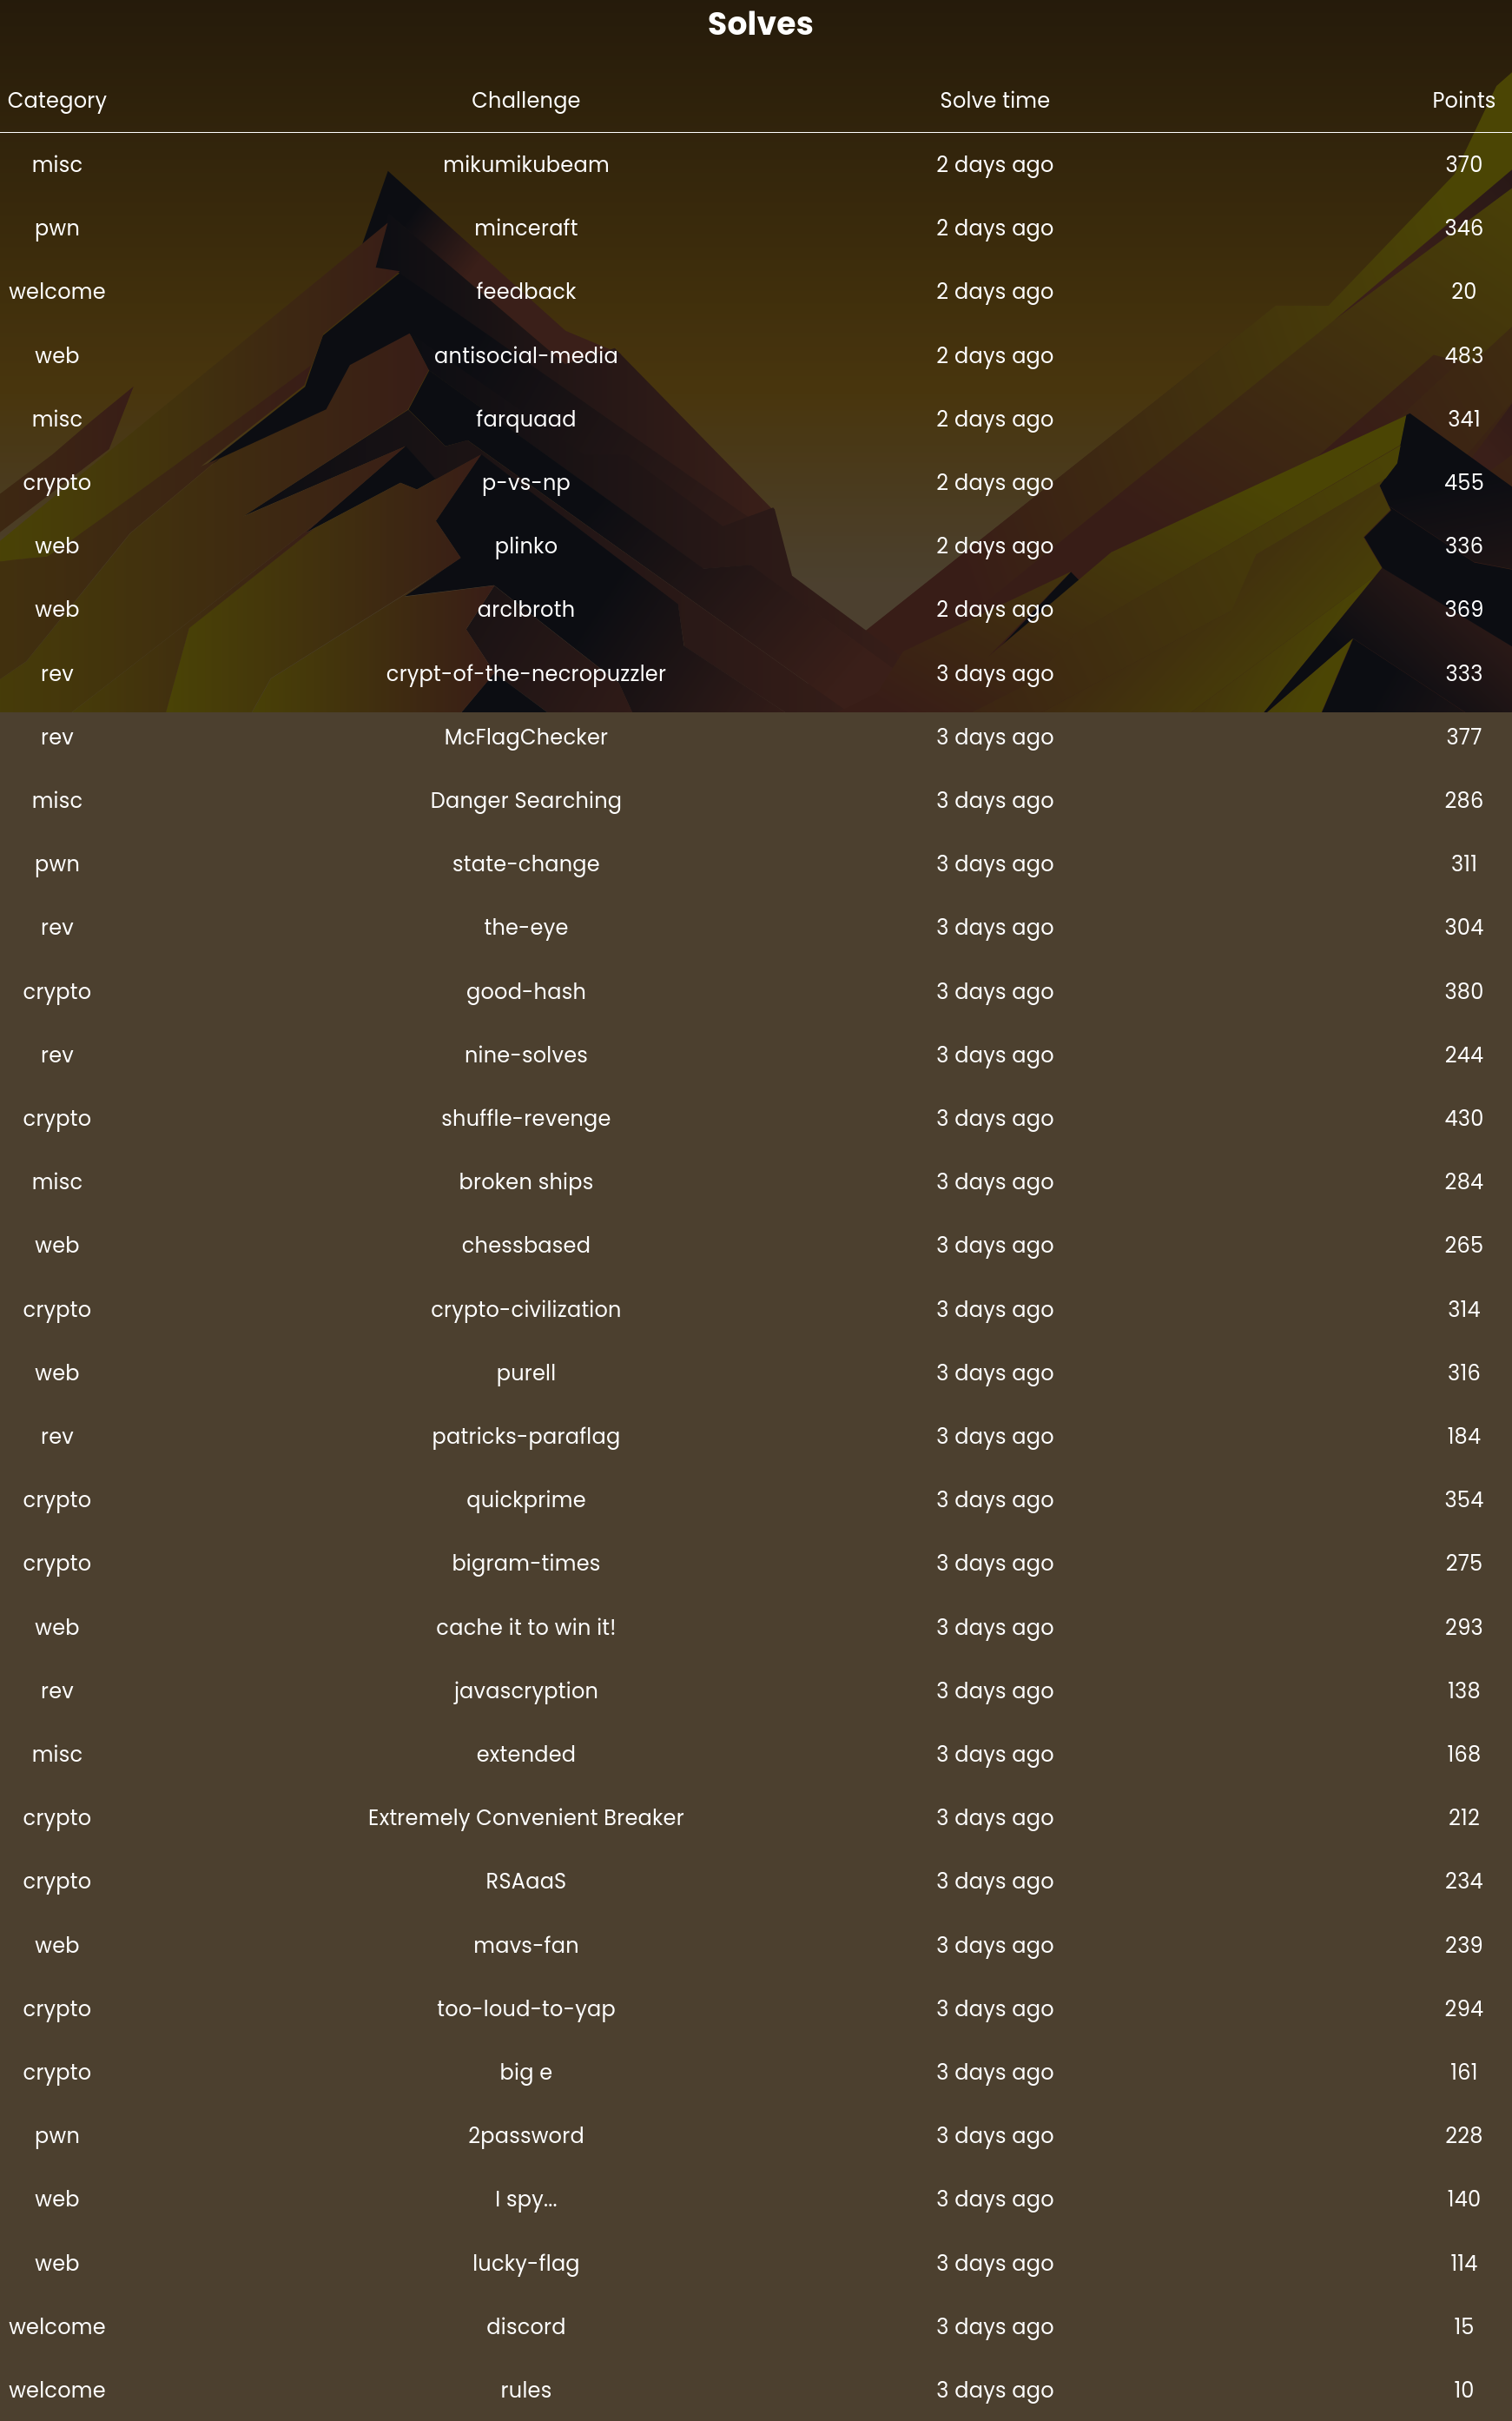 Solves
Category Challenge Solve time Points
misc mikumikubeam 2 days ago 370
pwn minceraft 2 days ago 346
welcome feedback 2 days ago 20
web antisocial-media 2 days ago 483
misc farquaad 2 days ago 341
crypto p-vs-np 2 days ago 455
web plinko 2 days ago 336
web arclbroth 2 days ago 369
rev crypt-of-the-necropuzzler 3 days ago 333
rev McFlagChecker 3 days ago 377
misc Danger Searching 3 days ago 286
pwn state-change 3 days ago 311
rev the-eye 3 days ago 304
crypto good-hash 3 days ago 380
rev nine-solves 3 days ago 244
crypto shuffle-revenge 3 days ago 430
misc broken ships 3 days ago 284
web chessbased 3 days ago 265
crypto crypto-civilization 3 days ago 314
web purell 3 days ago 316
rev patricks-paraflag 3 days ago 184
crypto quickprime 3 days ago 354
crypto bigram-times 3 days ago 275
web cache it to win it! 3 days ago 293
rev javascryption 3 days ago 138
misc extended 3 days ago 168
crypto Extremely Convenient Breaker 3 days ago 212
crypto RSAaaS 3 days ago 234
web mavs-fan 3 days ago 239
crypto too-loud-to-yap 3 days ago 294
crypto big e 3 days ago 161
pwn 2password 3 days ago 228
web I spy... 3 days ago 140
web lucky-flag 3 days ago 114
welcome discord 3 days ago 15
welcome rules 3 days ago 10